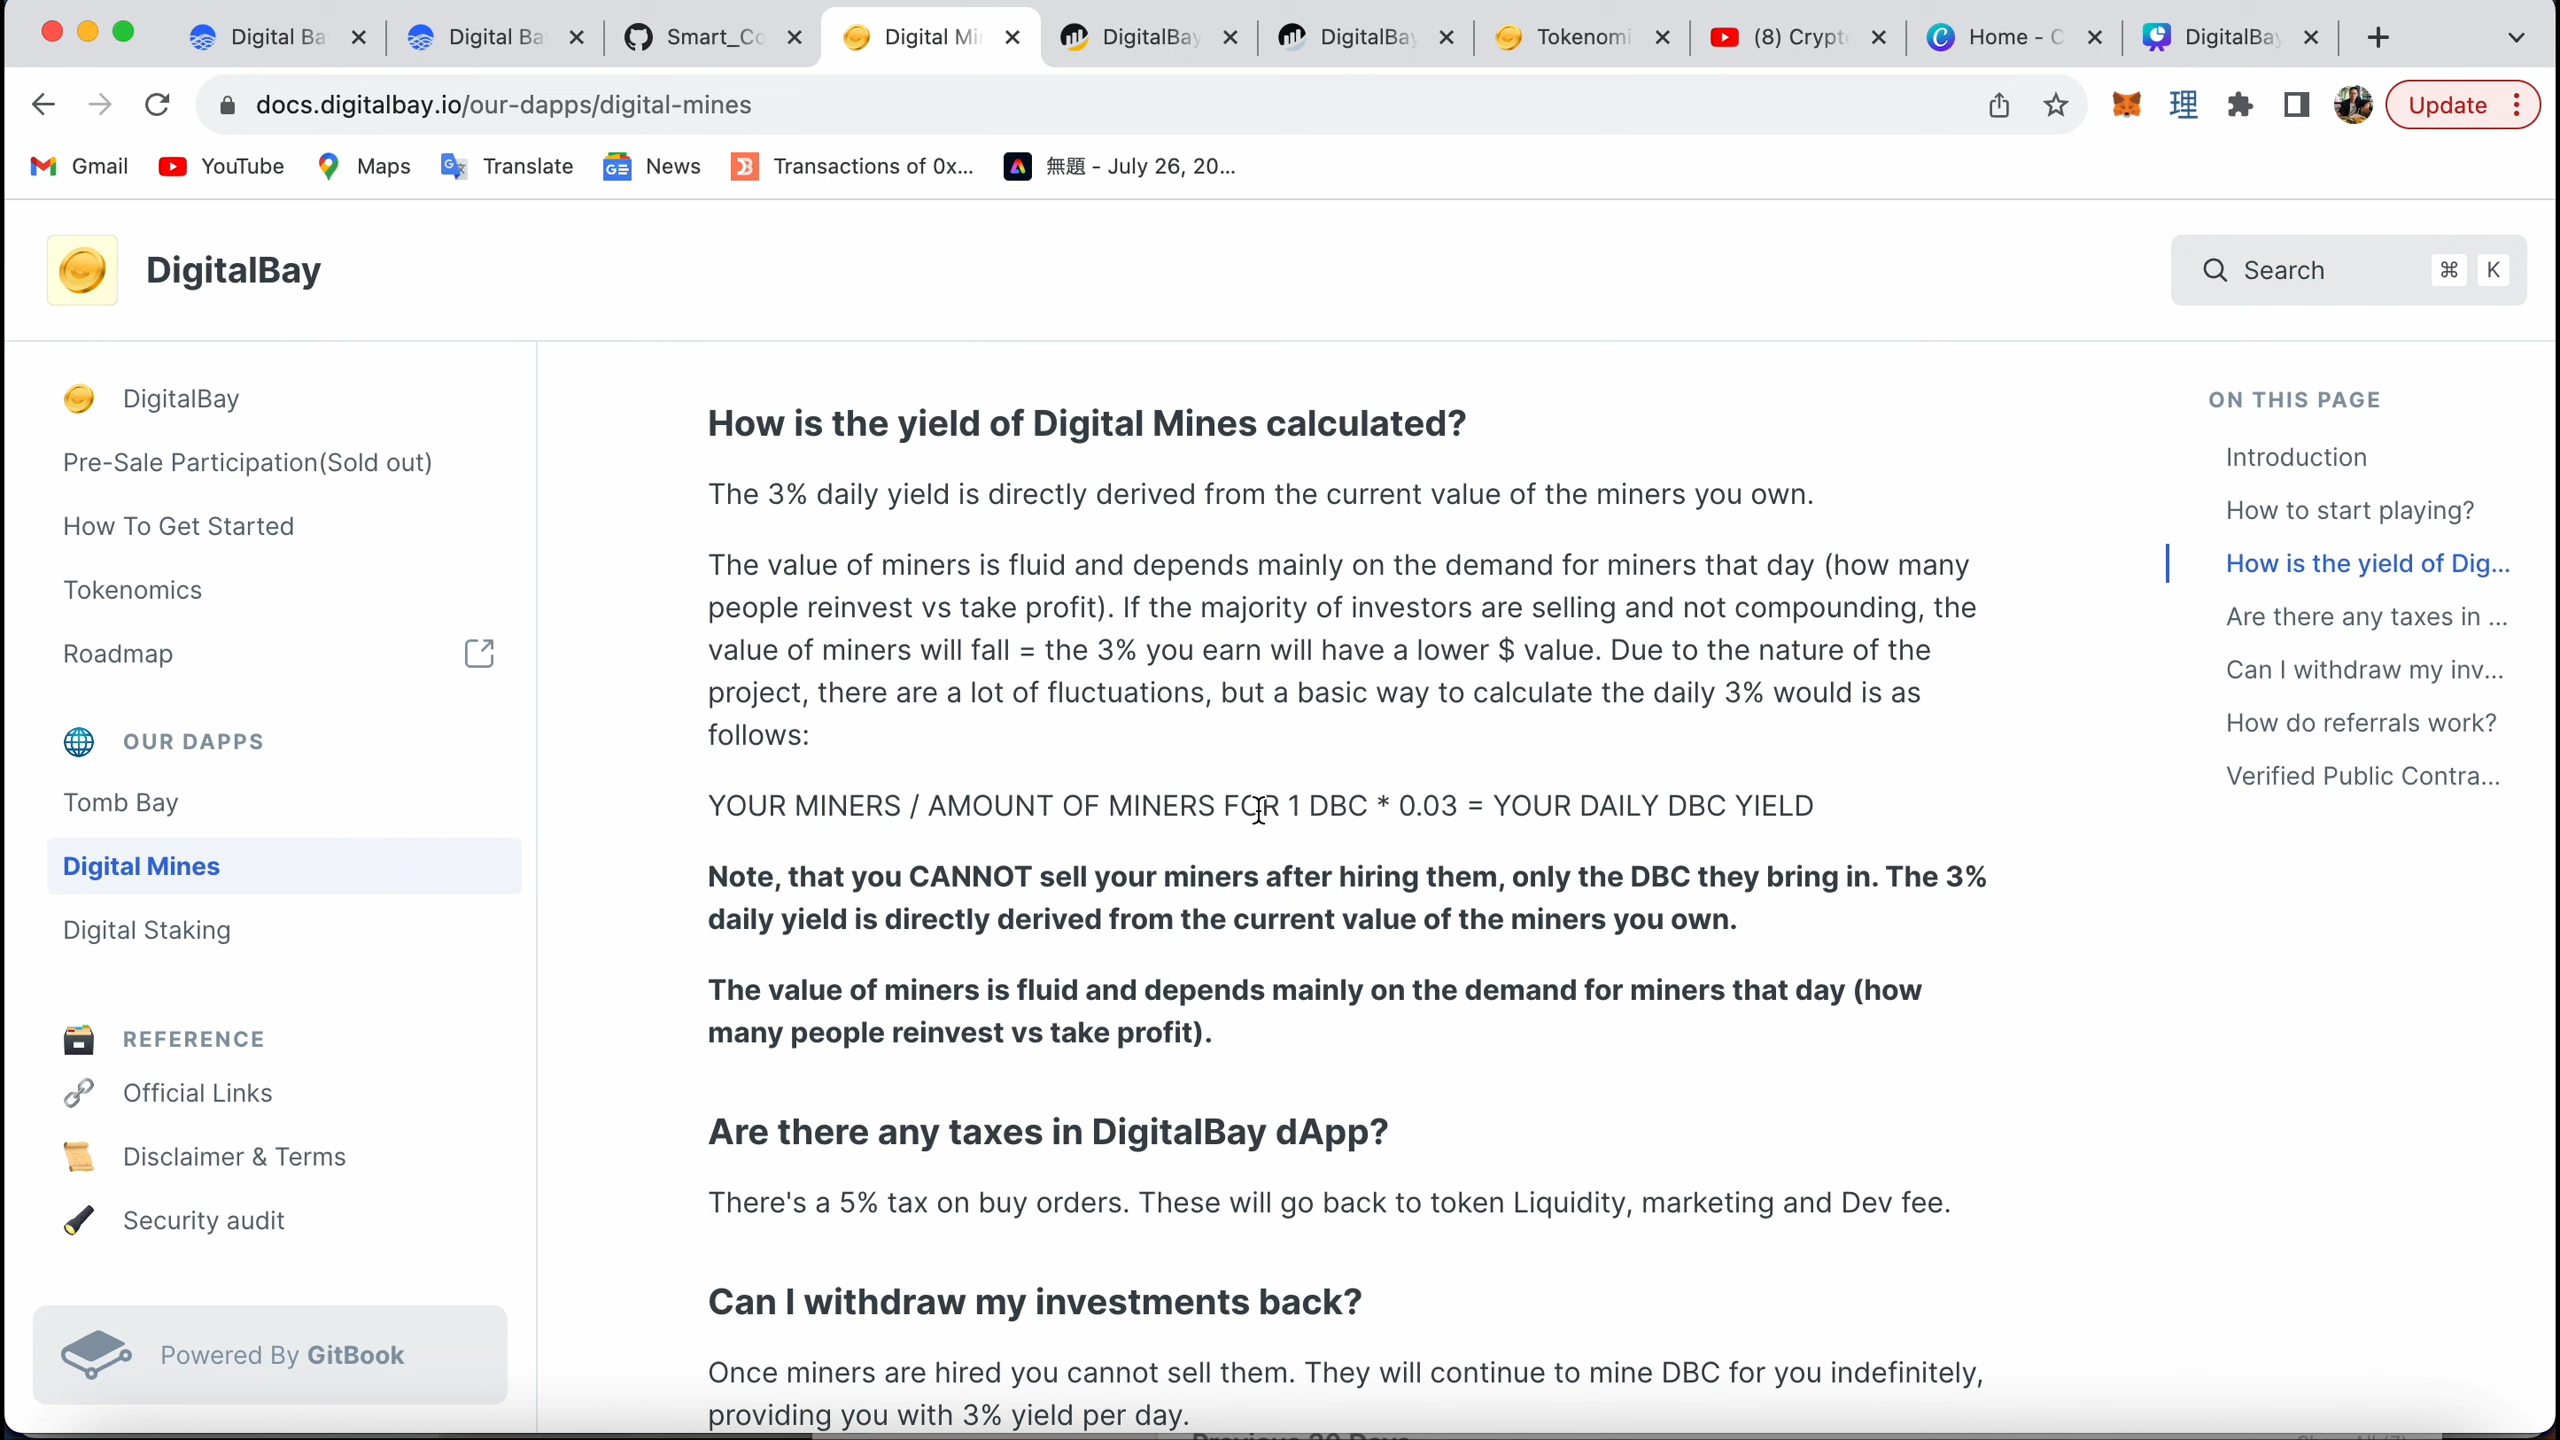 Digital Ba
Digital Ba
Smart_Co
Digital Mi
DigitalBay
DigitalBay
Tokenomi
(8) Crypto
Home - C
DigitalBay
docs.digitalbay.io/our-dapps/digital-mines
理
Update
Gmail
YouTube
Maps
Translate
News
Transactions of 0x...
無題 - July 26, 20...
DigitalBay
Search
⌘ K
DigitalBay
Pre-Sale Participation(Sold out)
How To Get Started
Tokenomics
Roadmap
OUR DAPPS
Tomb Bay
Digital Mines
Digital Staking
REFERENCE
Official Links
Disclaimer & Terms
Security audit
Powered By GitBook
How is the yield of Digital Mines calculated?
The 3% daily yield is directly derived from the current value of the miners you own.
The value of miners is fluid and depends mainly on the demand for miners that day (how many
people reinvest vs take profit). If the majority of investors are selling and not compounding, the
value of miners will fall = the 3% you earn will have a lower $ value. Due to the nature of the
project, there are a lot of fluctuations, but a basic way to calculate the daily 3% would is as
follows:
YOUR MINERS / AMOUNT OF MINERS FOR 1 DBC * 0.03 = YOUR DAILY DBC YIELD
Note, that you CANNOT sell your miners after hiring them, only the DBC they bring in. The 3%
daily yield is directly derived from the current value of the miners you own.
The value of miners is fluid and depends mainly on the demand for miners that day (how
many people reinvest vs take profit).
Are there any taxes in DigitalBay dApp?
There's a 5% tax on buy orders. These will go back to token Liquidity, marketing and Dev fee.
Can I withdraw my investments back?
Once miners are hired you cannot sell them. They will continue to mine DBC for you indefinitely,
providing you with 3% yield per day.
ON THIS PAGE
Introduction
How to start playing?
How is the yield of Dig...
Are there any taxes in ...
Can I withdraw my inv...
How do referrals work?
Verified Public Contra...